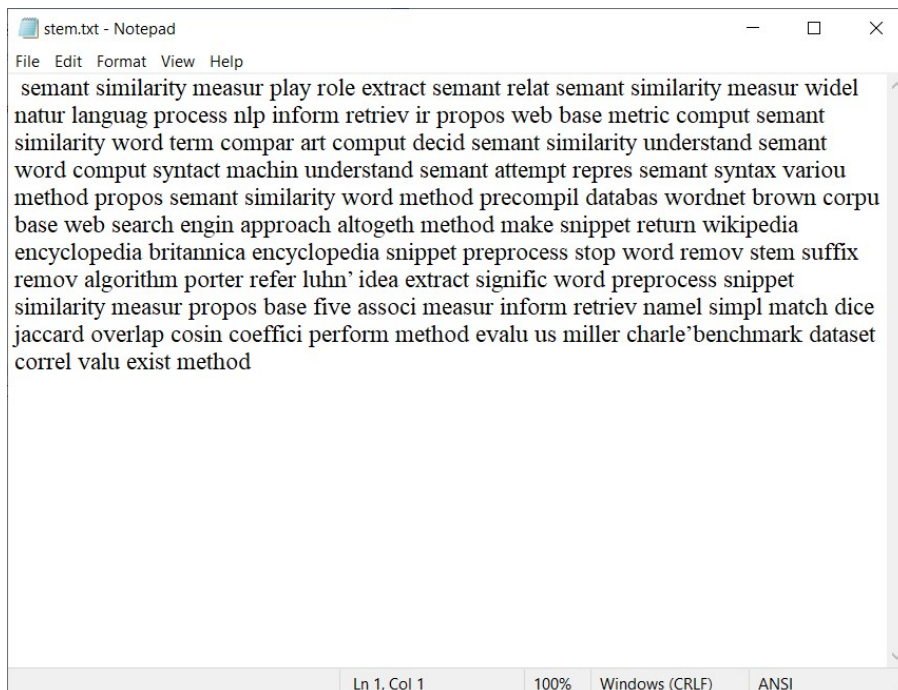 stem.txt - Notepad
File Edit Format View Help
semant similarity measur play role extract semant relat semant similarity measur widel
natur languag process nlp inform retriev ir propos web base metric comput semant
similarity word term compar art comput decid semant similarity understand semant
word comput syntact machin understand semant attempt repres semant syntax variou
method propos semant similarity word method precompil databas wordnet brown corpu
base web search engin approach altogeth method make snippet return wikipedia
encyclopedia britannica encyclopedia snippet preprocess stop word remov stem suffix
remov algorithm porter refer luhn’ idea extract signific word preprocess snippet
similarity measur propos base five associ measur inform retriev namel simpl match dice
jaccard overlap cosin coeffici perform method evalu us miller charle’benchmark dataset
correl valu exist method
Ln 1, Col 1 100% Windows (CRLF) ANSI